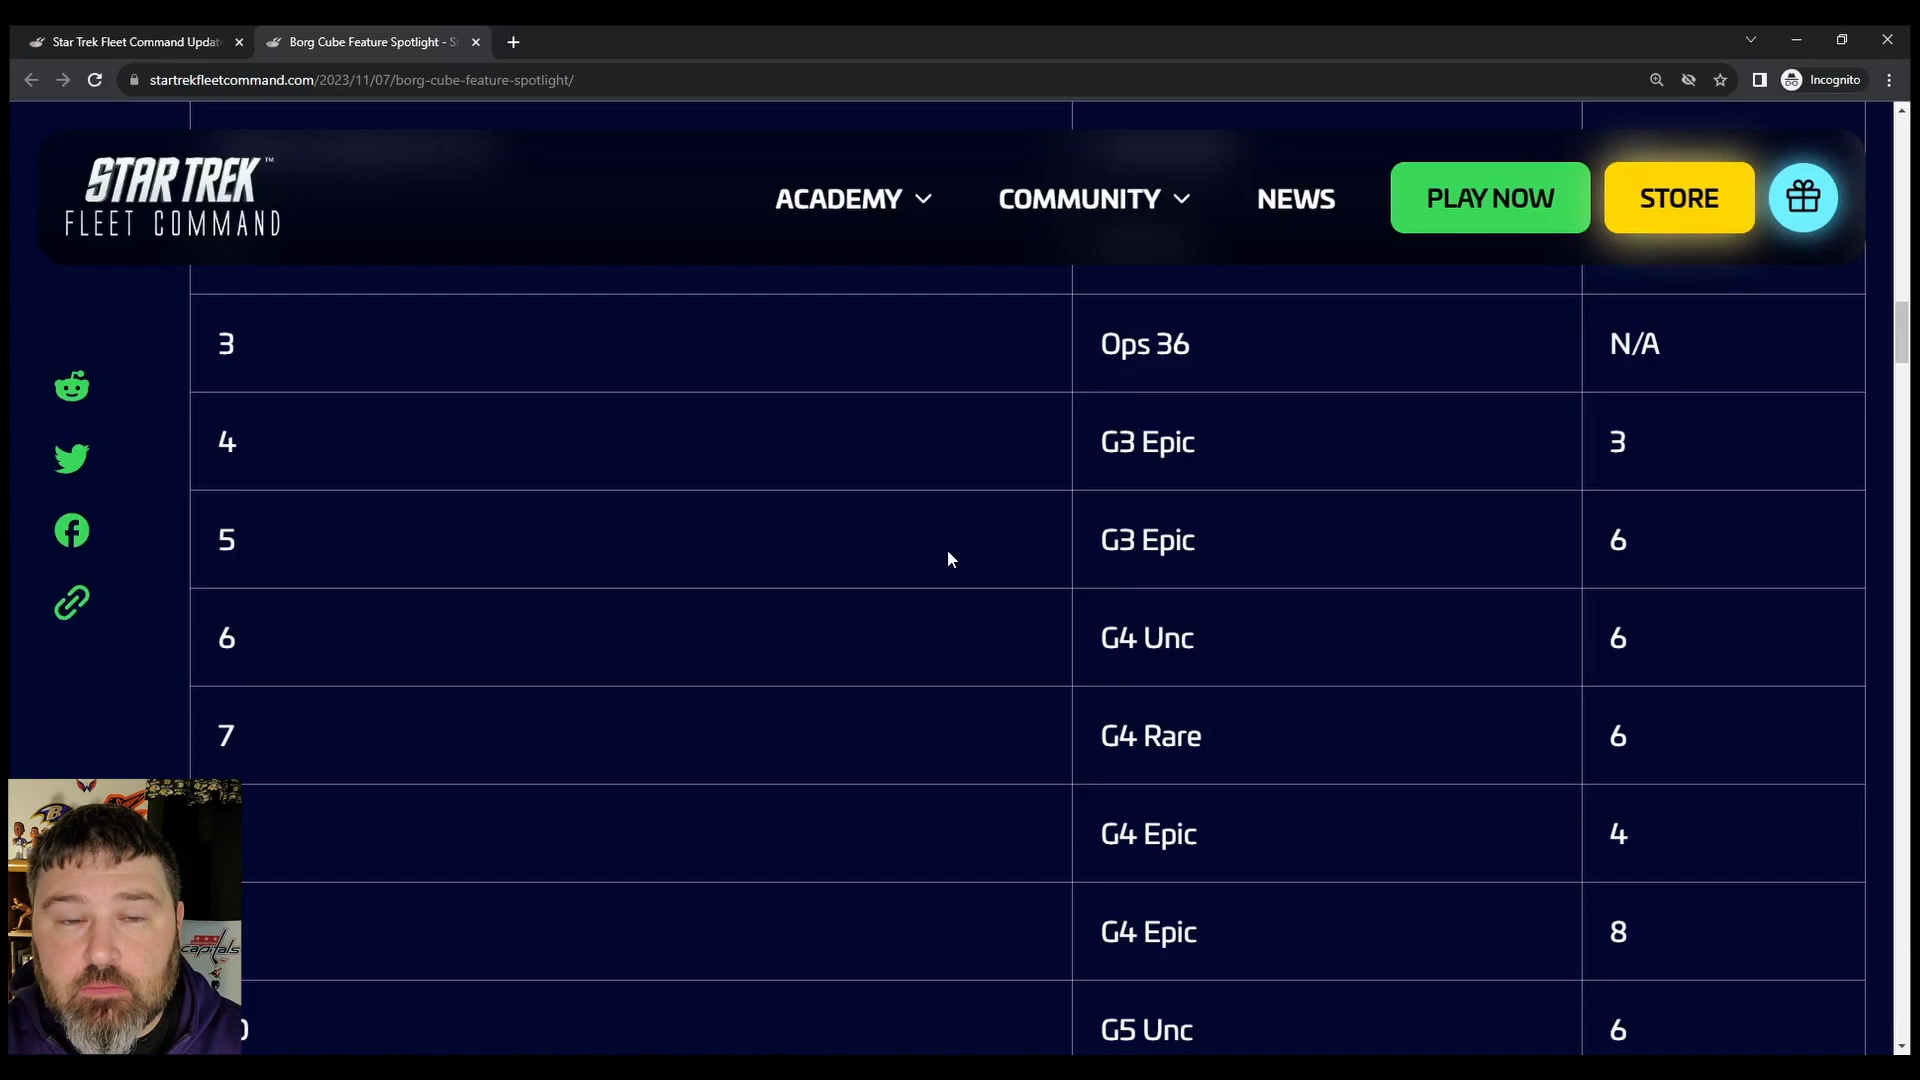 Star Trek Fleet Command Updat
Borg Cube Feature Spotlight - S
startrekfleetcommand.com/2023/11/07/borg-cube-feature-spotlight/
Incognito
STAR TREK™
FLEET COMMAND
ACADEMY
COMMUNITY
NEWS
PLAY NOW
STORE
3 Ops 36 N/A
4 G3 Epic 3
5 G3 Epic 6
6 G4 Unc 6
7 G4 Rare 6
G4 Epic 4
G4 Epic 8
G5 Unc 6
capitals